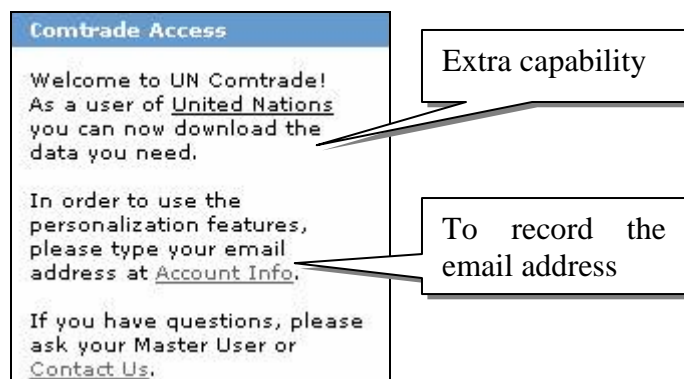 Comtrade Access
Welcome to UN Comtrade!
As a user of United Nations
you can now download the
data you need.
In order to use the
personalization features,
please type your email
address at Account Info.
If you have questions, please
ask your Master User or
Contact Us.
Extra capability
To record the
email address